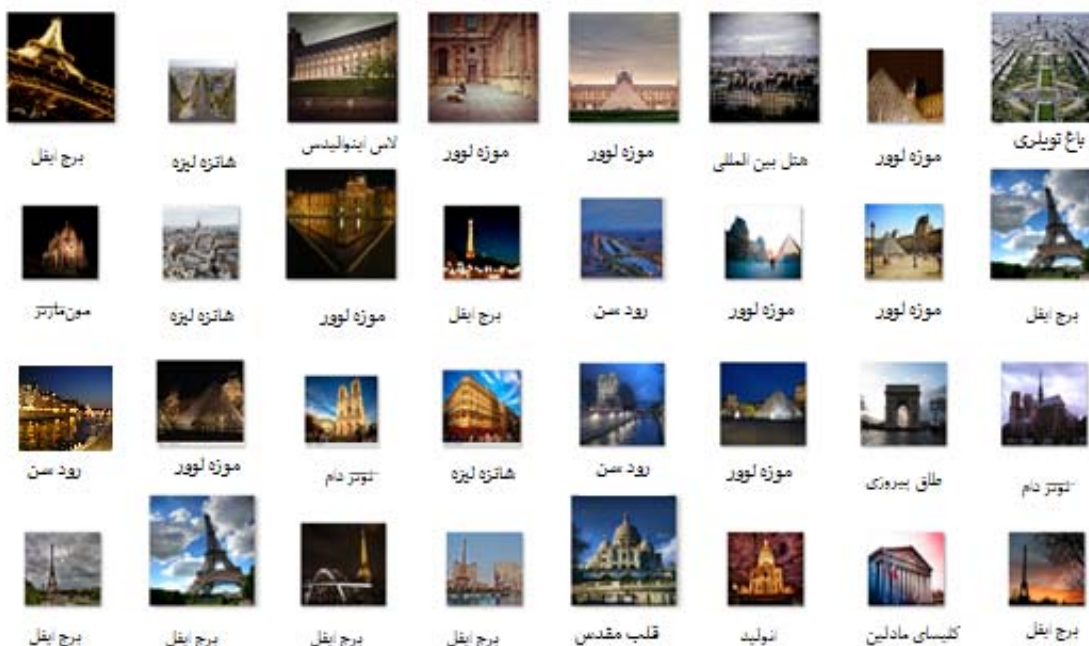 باغ تویلری
موزه لوور
هتل بین المللی
موزه لوور
موزه لوور
لاس اینوالیدس
شانزه لیزه
برج ایفل
برج ایفل
موزه لوور
موزه لوور
رود سن
برج ایفل
موزه لوور
شانزه لیزه
نوتر دام
طاق پیروزی
موزه لوور
رود سن
شانزه لیزه
نوتر دام
موزه لوور
رود سن
برج ایفل
کلیسای مادلین
انولید
قلب مقدس
برج ایفل
برج ایفل
برج ایفل
برج ایفل